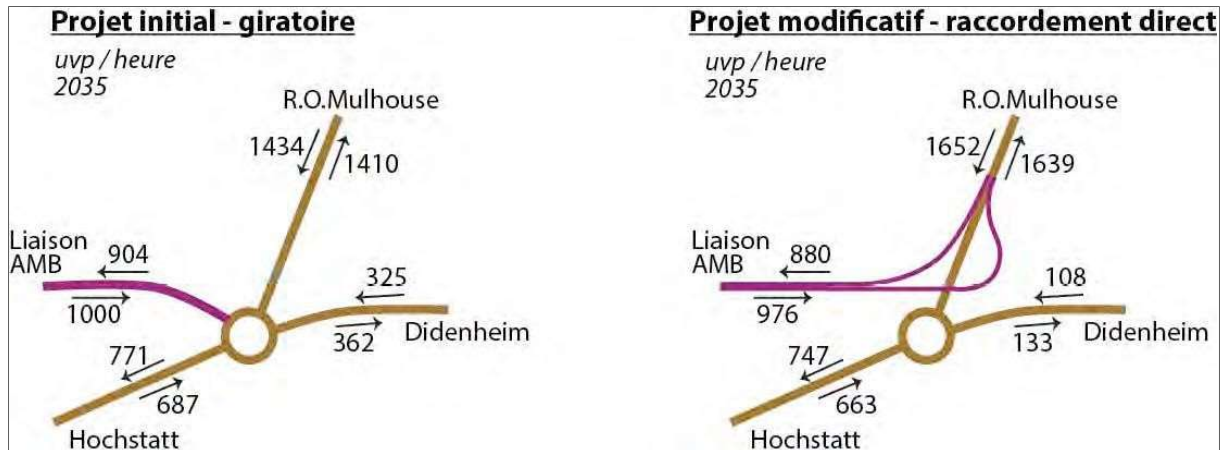 Projet initial - giratoire
uvp / heure
2035
R.O.Mulhouse
1434
1410
Liaison
AMB
904
1000
325
362
Didenheim
771
687
Hochstatt
Projet modificatif - raccordement direct
uvp / heure
2035
R.O.Mulhouse
1652
1639
Liaison
AMB
880
976
108
133
Didenheim
747
663
Hochstatt